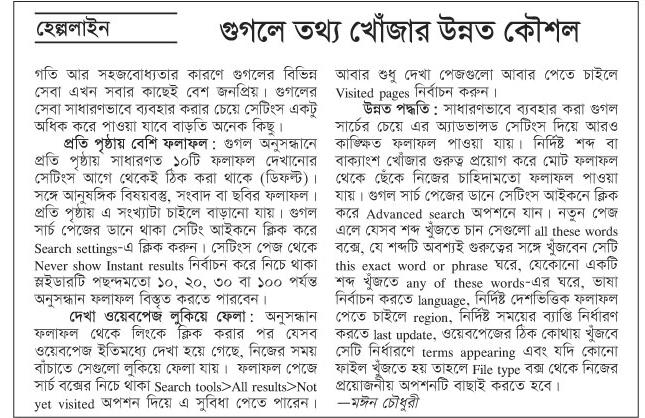 হেল্পলাইন
গুগলে তথ্য খোঁজার উন্নত কৌশল
গতি আর সহজবোধ্যতার কারণে গুগলের বিভিন্ন
সেবা এখন সবার কাছেই বেশ জনপ্রিয়। গুগলের
সেবা সাধারণভাবে ব্যবহার করার চেয়ে সেটিংস একটু
অধিক করে পাওয়া যাবে বাড়তি অনেক কিছু।
প্রতি পৃষ্ঠায় বেশি ফলাফল : গুগল অনুসন্ধানে
প্রতি পৃষ্ঠায় সাধারণত ১০টি ফলাফল দেখানোর
সেটিংস আগে থেকেই ঠিক করা থাকে (ডিফল্ট)।
সঙ্গে আনুষঙ্গিক বিষয়বস্তু, সংবাদ বা ছবির ফলাফল।
প্রতি পৃষ্ঠায় এ সংখ্যাটা চাইলে বাড়ানো যায়। গুগল
সার্চ পেজের ডানে থাকা সেটিং আইকনে ক্লিক করে
Search settings-এ ক্লিক করুন। সেটিংস পেজ থেকে
Never show Instant results নির্বাচন করে নিচে থাকা
স্লইডারটি পছন্দমতো ১০, ২০, ৩০ বা ১০০ পর্যন্ত
অনুসন্ধান ফলাফল বিস্তৃত করতে পারবেন।
দেখা ওয়েবপেজ লুকিয়ে ফেলা : অনুসন্ধান
ফলাফল থেকে লিংকে ক্লিক করার পর যেসব
ওয়েবপেজ ইতিমধ্যে দেখা হয়ে গেছে, নিজের সময়
বাঁচাতে সেগুলো লুকিয়ে ফেলা যায়। ফলাফল পেজে
সার্চ বক্সের নিচে থাকা Search tools>All results>Not
yet visited অপশন দিয়ে এ সুবিধা পেতে পারেন।
আবার শুধু দেখা পেজগুলো আবার পেতে চাইলে
Visited pages নির্বাচন করুন।
উন্নত পদ্ধতি : সাধারণভাবে ব্যবহার করা গুগল
সার্চের চেয়ে এর অ্যাডভান্সড সেটিংস দিয়ে আরও
কাঙ্ক্ষিত ফলাফল পাওয়া যায়। নির্দিষ্ট শব্দ বা
বাক্যাংশ খোঁজার গুরুত্ব প্রয়োগ করে মোট ফলাফল
থেকে ছেঁকে নিজের চাহিদামতো ফলাফল পাওয়া
যায়। গুগল সার্চ পেজের ডানে সেটিংস আইকনে ক্লিক
করে Advanced search অপশনে যান। নতুন পেজ
এলে যেসব শব্দ খুঁজতে চান সেগুলো all these words
বক্সে, যে শব্দটি অবশ্যই গুরুত্বের সঙ্গে খুঁজবেন সেটি
this exact word or phrase ঘরে, যেকোনো একটি
শব্দ খুঁজতে any of these words-এর ঘরে, ভাষা
নির্বাচন করতে language, নির্দিষ্ট দেশভিত্তিক ফলাফল
পেতে চাইলে region, নির্দিষ্ট সময়ের ব্যাপ্তি নির্ধারণ
করতে last update, ওয়েবপেজের ঠিক কোথায় খুঁজবে
সেটি নির্ধারণে terms appearing এবং যদি কোনো
ফাইল খুঁজতে হয় তাহলে File type বক্স থেকে নিজের
প্রয়োজনীয় অপশনটি বাছাই করতে হবে।
—মঈন চৌধুরী